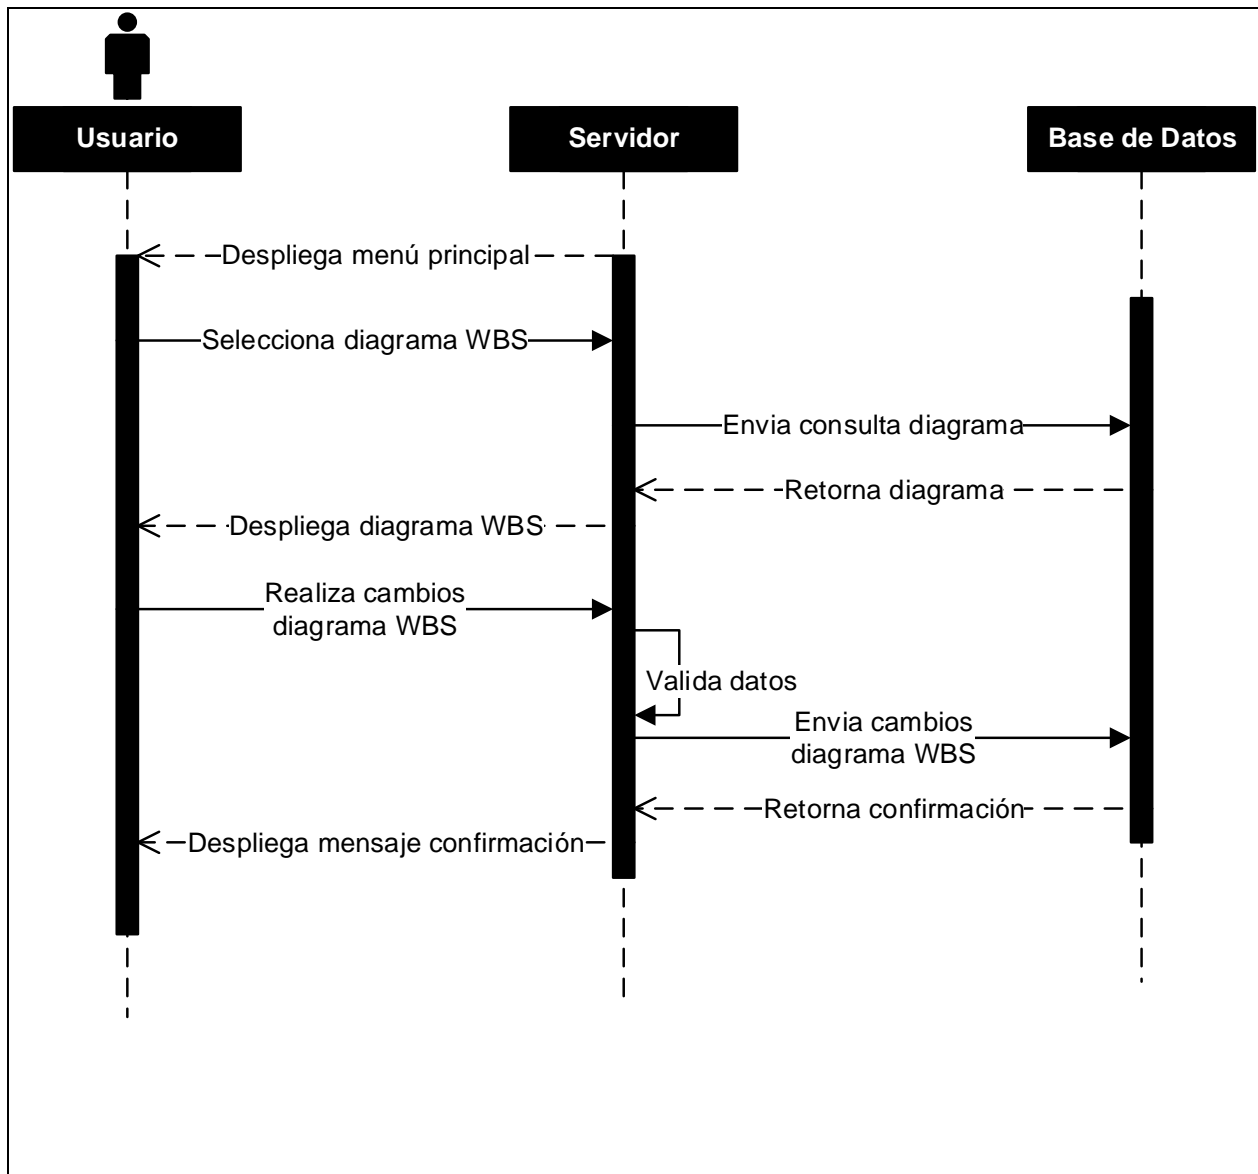 Usuario
Servidor
Base de Datos
Despliega menú principal
Selecciona diagrama WBS
Envia consulta diagrama
Retorna diagrama
Despliega diagrama WBS
Realiza cambios
diagrama WBS
Valida datos
Envia cambios
diagrama WBS
Retorna confirmación
Despliega mensaje confirmación